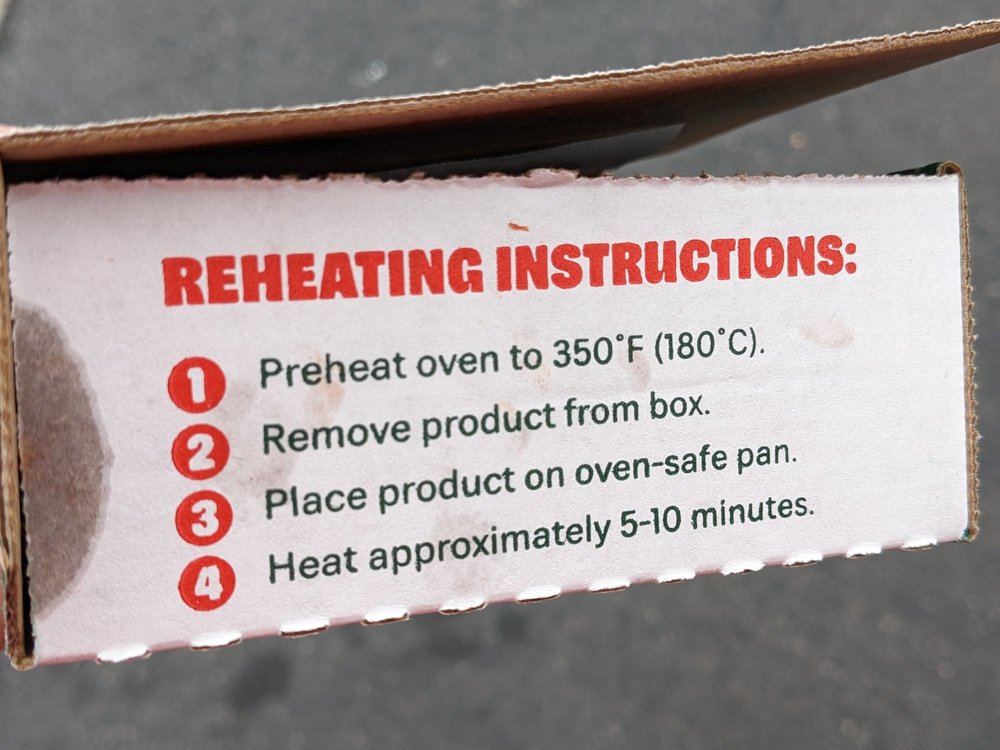 REHEATING INSTRUCTIONS:
1 Preheat oven to 350°F (180°C).
2 Remove product from box.
3 Place product on oven-safe pan.
4 Heat approximately 5-10 minutes.